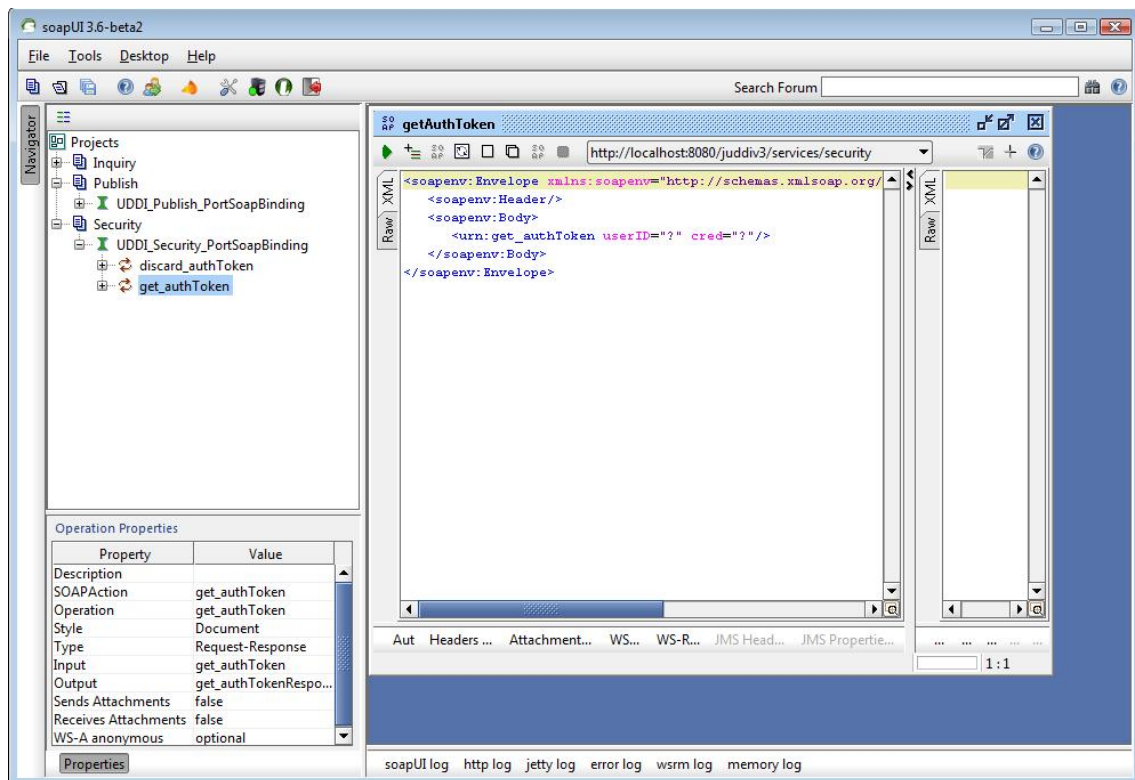 soapUI 3.6-beta2
File Tools Desktop Help
Search Forum
Navigator
Projects
Inquiry
Publish
UDDI_Publish_PortSoapBinding
Security
UDDI_Security_PortSoapBinding
discard_authToken
get_authToken
Operation Properties
Property Value
Description
SOAPAction get_authToken
Operation get_authToken
Style Document
Type Request-Response
Input get_authToken
Output get_authTokenRespo...
Sends Attachments false
Receives Attachments false
WS-A anonymous optional
Properties
getAuthToken
http://localhost:8080/juddiv3/services/security
XML
Raw
<soapenv:Envelope xmlns:soapenv="http://schemas.xmlsoap.org/
<soapenv:Header/>
<soapenv:Body>
<urn:get_authToken userID="?" cred="?"/>
</soapenv:Body>
</soapenv:Envelope>
XML
Raw
Aut Headers ... Attachment... WS... WS-R... JMS Head... JMS Propertie...
... ... ... ... ...
1:1
soapUI log http log jetty log error log wsrm log memory log